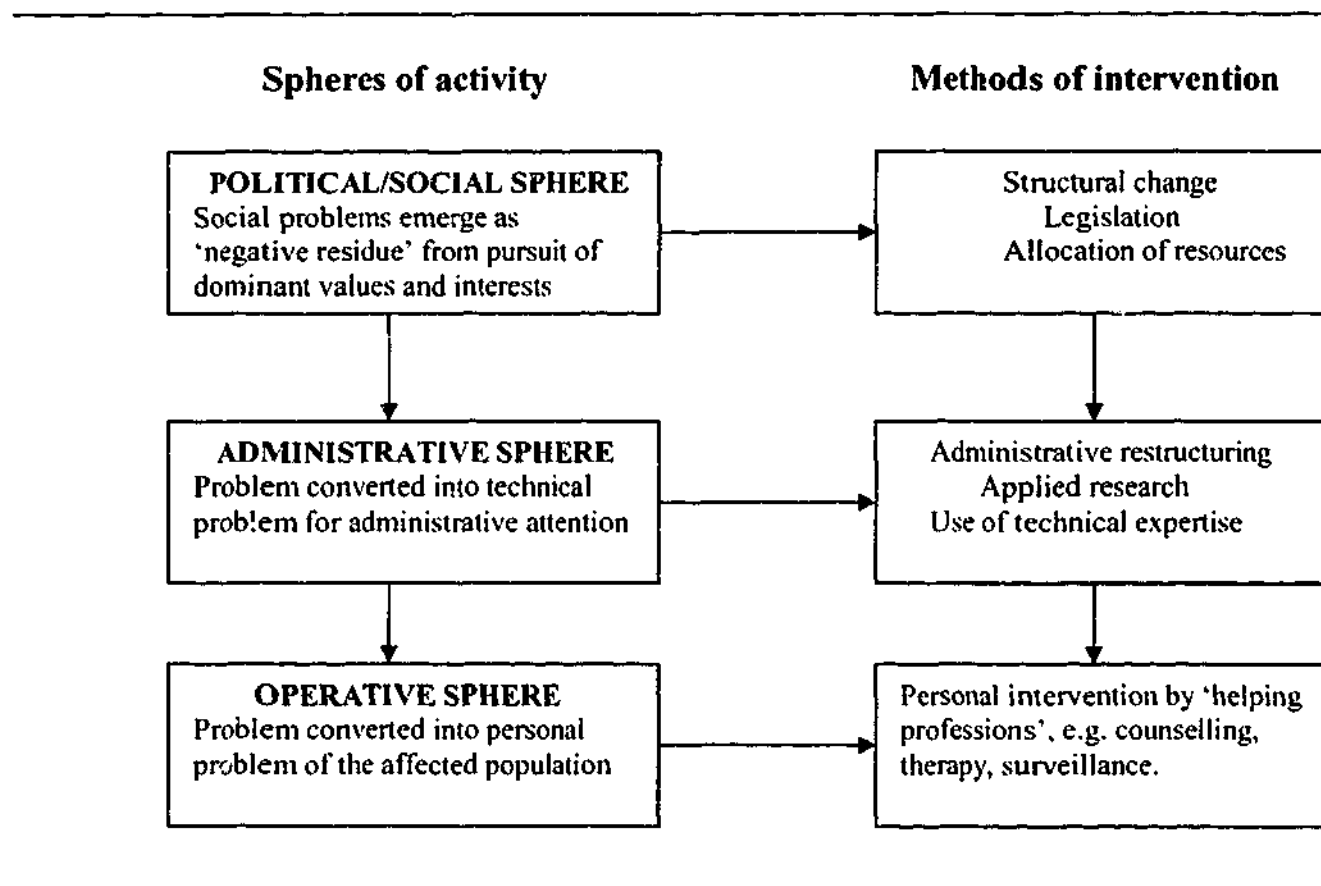 Spheres of activity
Methods of intervention
POLITICAL/SOCIAL SPHERE
Social problems emerge as
‘negative residue’ from pursuit of
dominant values and interests
Structural change
Legislation
Allocation of resources
ADMINISTRATIVE SPHERE
Problem converted into technical
problem for administrative attention
Administrative restructuring
Applied research
Use of technical expertise
OPERATIVE SPHERE
Problem converted into personal
problem of the affected population
Personal intervention by ‘helping
professions’, e.g. counselling,
therapy, surveillance.